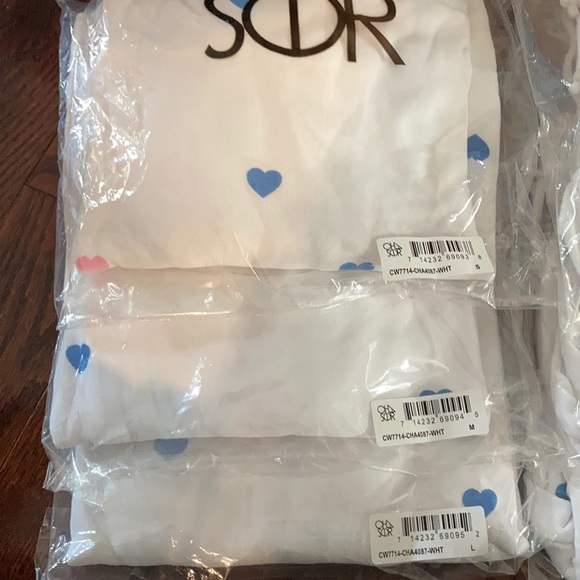 SOR
CHA
SER
7 14232 69093 8
CW7714-CHA4087-WHT S
CHA
SER
7 14232 69094 5
CW7714-CHA4087-WHT M
CHA
SER
7 14232 69095 2
CW7714-CHA4087-WHT L